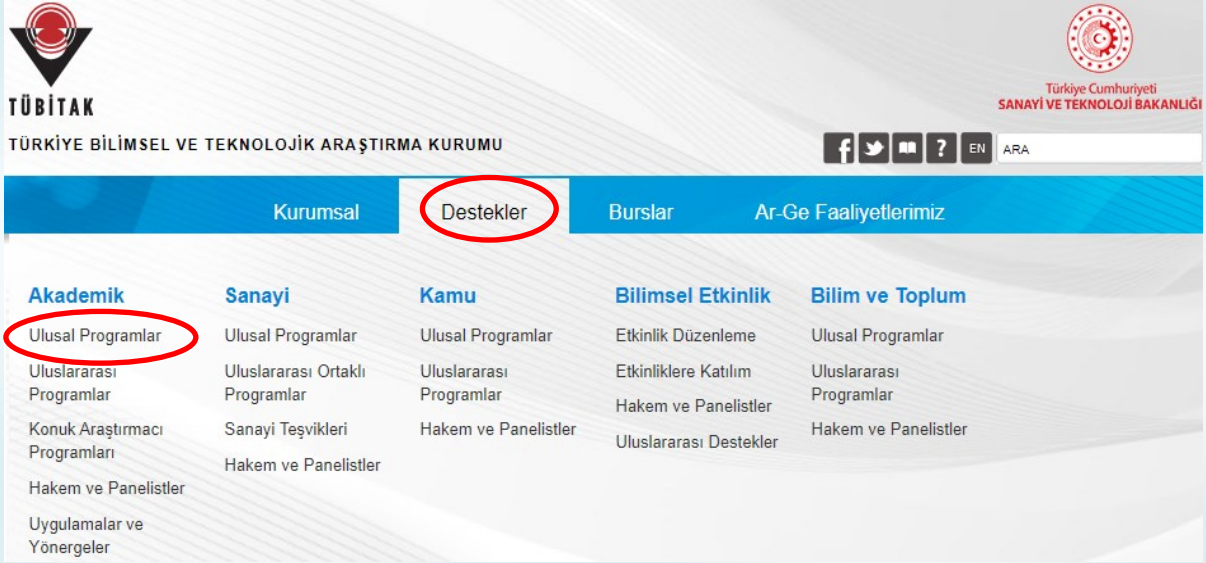 TÜBİTAK
Türkiye Cumhuriyeti
SANAYİ VE TEKNOLOJİ BAKANLIĞI
TÜRKİYE BİLİMSEL VE TEKNOLOJİK ARAŞTIRMA KURUMU
f ? EN ARA
Kurumsal Destekler Burslar Ar-Ge Faaliyetlerimiz
Akademik
Ulusal Programlar
Uluslararası
Programlar
Konuk Araştırmacı
Programları
Hakem ve Panelistler
Uygulamalar ve
Yönergeler
Sanayi
Ulusal Programlar
Uluslararası Ortaklı
Programlar
Sanayi Teşvikleri
Hakem ve Panelistler
Kamu
Ulusal Programlar
Uluslararası
Programlar
Hakem ve Panelistler
Bilimsel Etkinlik
Etkinlik Düzenleme
Etkinliklere Katılım
Hakem ve Panelistler
Uluslararası Destekler
Bilim ve Toplum
Ulusal Programlar
Uluslararası
Programlar
Hakem ve Panelistler